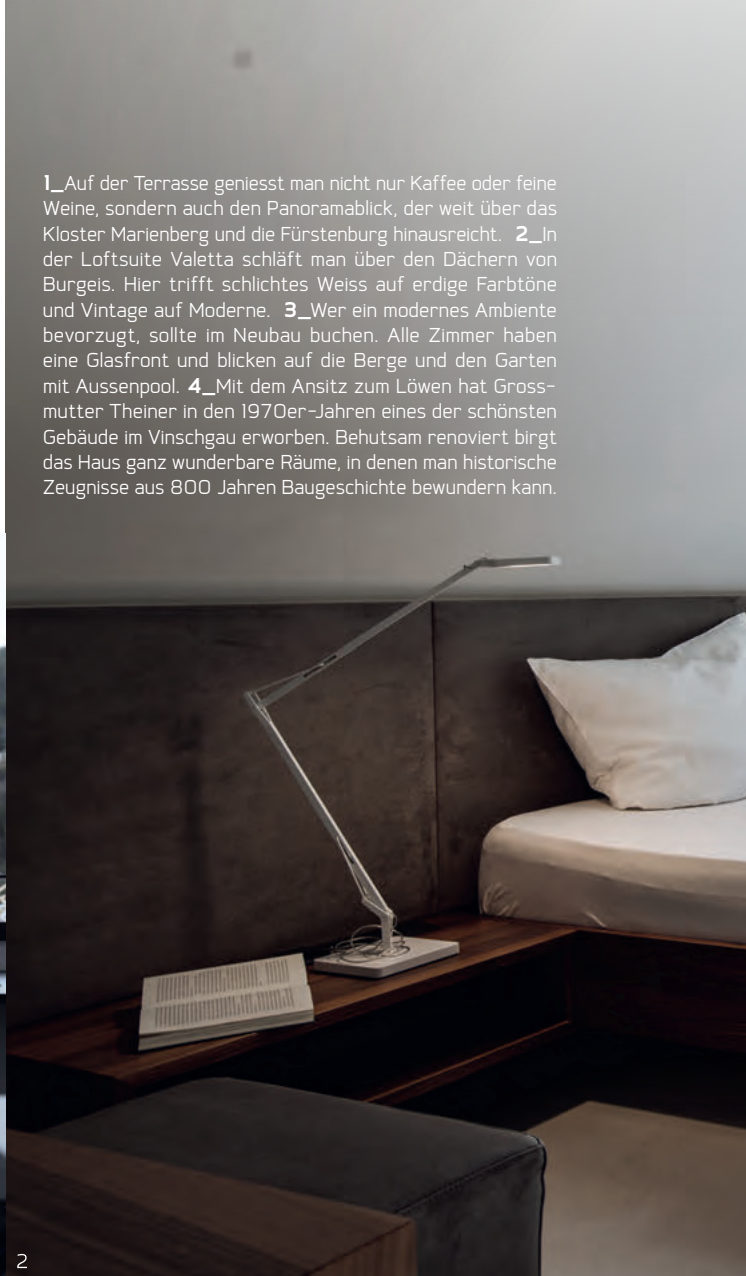 1_Auf der Terrasse geniesst man nicht nur Kaffee oder feine
Weine, sondern auch den Panoramablick, der weit über das
Kloster Marienberg und die Fürstenburg hinausreicht. 2_In
der Loftsuite Valetta schläft man über den Dächern von
Burgeis. Hier trifft schlichtes Weiss auf erdige Farbtöne
und Vintage auf Moderne. 3_Wer ein modernes Ambiente
bevorzugt, sollte im Neubau buchen. Alle Zimmer haben
eine Glasfront und blicken auf die Berge und den Garten
mit Aussenpool. 4_Mit dem Ansitz zum Löwen hat Gross-
mutter Theiner in den 1970er-Jahren eines der schönsten
Gebäude im Vinschgau erworben. Behutsam renoviert birgt
das Haus ganz wunderbare Räume, in denen man historische
Zeugnisse aus 800 Jahren Baugeschichte bewundern kann.
2